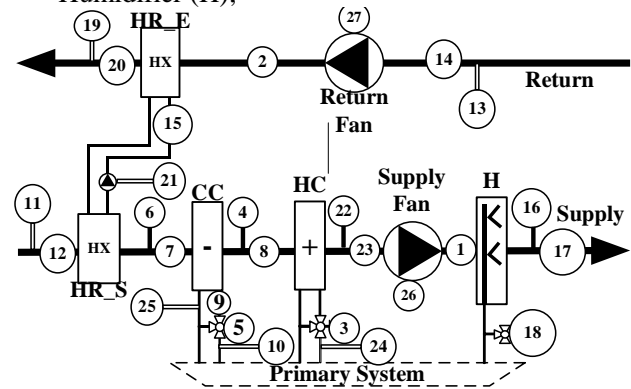 Humidifier (H),
19
HR_E
27
HX
20
2
14
Return
Return
Fan
13
15
21
11
6
CC
4
HC
22
Supply
Fan
H
16
Supply
12
HX
7
-
8
+
23
1
17
HR_S
25
9
5
10
3
24
26
18
Primary System